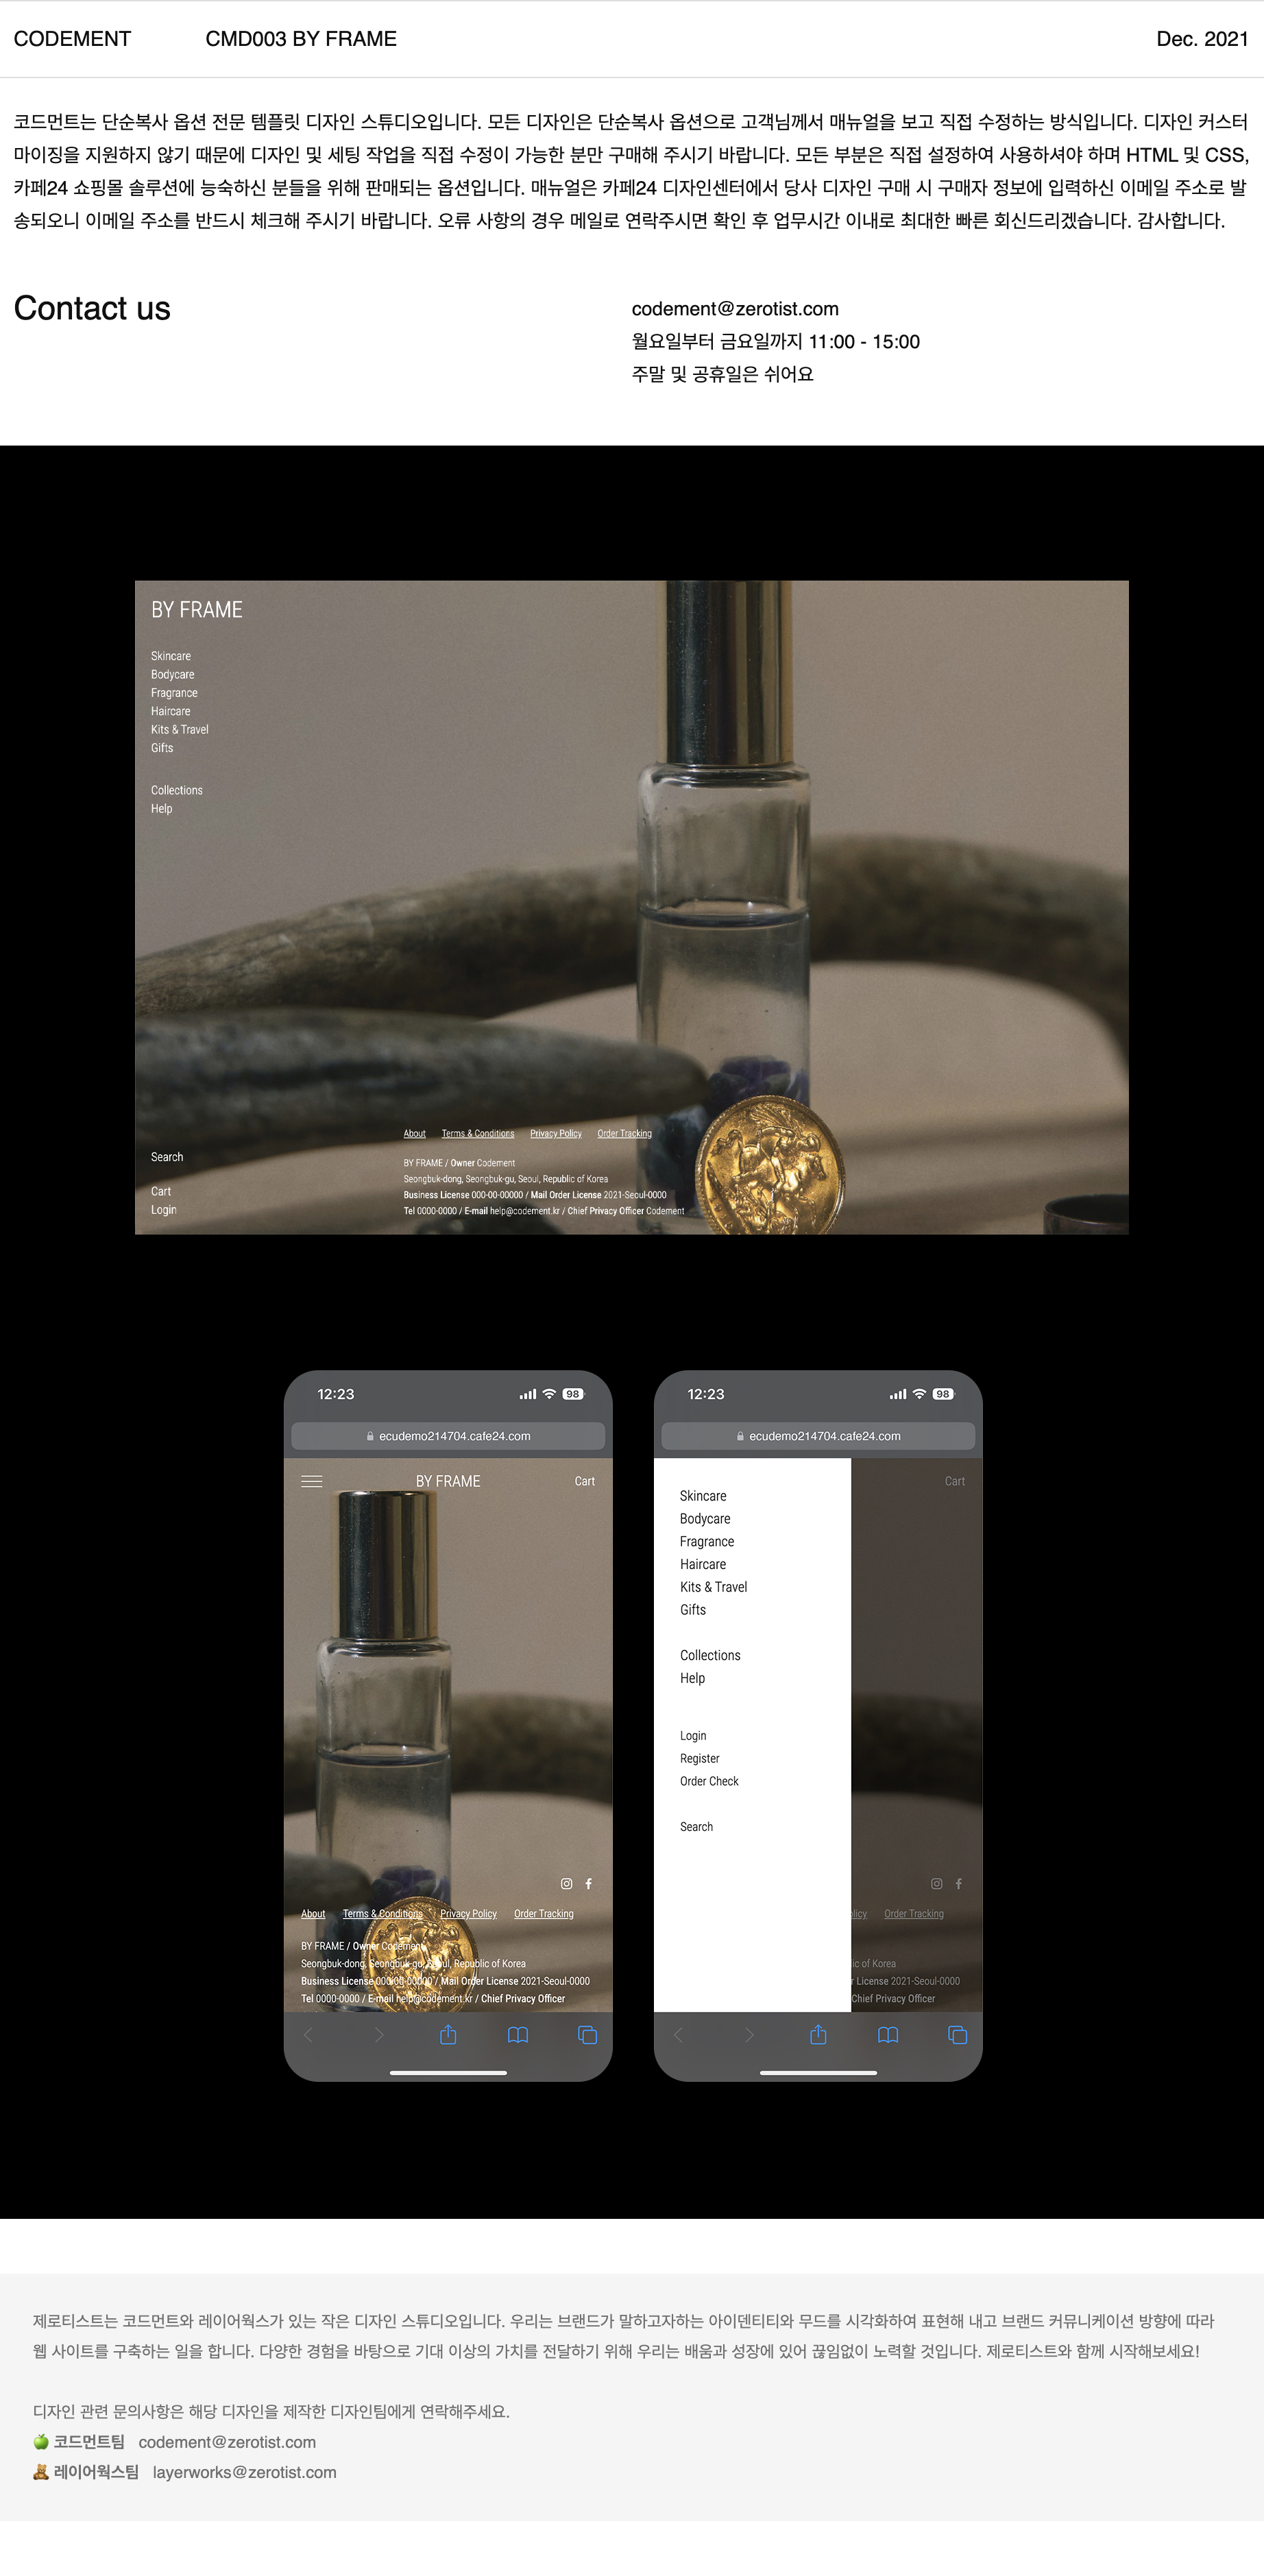 CODEMENT CMD003 BY FRAME Dec. 2021
코드먼트는 단순복사 옵션 전문 템플릿 디자인 스튜디오입니다. 모든 디자인은 단순복사 옵션으로 고객님께서 매뉴얼을 보고 직접 수정하는 방식입니다. 디자인 커스터
마이징을 지원하지 않기 때문에 디자인 및 세팅 작업을 직접 수정이 가능한 분만 구매해 주시기 바랍니다. 모든 부분은 직접 설정하여 사용하셔야 하며 HTML 및 CSS,
카페24 쇼핑몰 솔루션에 능숙하신 분들을 위해 판매되는 옵션입니다. 매뉴얼은 카페24 디자인센터에서 당사 디자인 구매 시 구매자 정보에 입력하신 이메일 주소로 발
송되오니 이메일 주소를 반드시 체크해 주시기 바랍니다. 오류 사항의 경우 메일로 연락주시면 확인 후 업무시간 이내로 최대한 빠른 회신드리겠습니다. 감사합니다.
Contact us
codement@zerotist.com
월요일부터 금요일까지 11:00 - 15:00
주말 및 공휴일은 쉬어요
BY FRAME
Skincare
Bodycare
Fragrance
Haircare
Kits & Travel
Gifts
Collections
Help
Search
Cart
Login
About Terms & Conditions Privacy Policy Order Tracking
BY FRAME / Owner Codement
Seongbuk-dong, Seongbuk-gu, Seoul, Republic of Korea
Business License 000-00-00000 / Mail Order License 2021-Seoul-0000
Tel 0000-0000 / E-mail help@codement.kr / Chief Privacy Officer Codement
12:23 98
ecudemo214704.cafe24.com
BY FRAME Cart
About Terms & Conditions Privacy Policy Order Tracking
BY FRAME / Owner Codement
Seongbuk-dong, Seongbuk-gu, Seoul, Republic of Korea
Business License 000-00-00000 / Mail Order License 2021-Seoul-0000
Tel 0000-0000 / E-mail help@codement.kr / Chief Privacy Officer
12:23 98
ecudemo214704.cafe24.com
Cart
Skincare
Bodycare
Fragrance
Haircare
Kits & Travel
Gifts
Collections
Help
Login
Register
Order Check
Search
olicy Order Tracking
ic of Korea
r License 2021-Seoul-0000
Chief Privacy Officer
제로티스트는 코드먼트와 레이어웍스가 있는 작은 디자인 스튜디오입니다. 우리는 브랜드가 말하고자하는 아이덴티티와 무드를 시각화하여 표현해 내고 브랜드 커뮤니케이션 방향에 따라
웹 사이트를 구축하는 일을 합니다. 다양한 경험을 바탕으로 기대 이상의 가치를 전달하기 위해 우리는 배움과 성장에 있어 끊임없이 노력할 것입니다. 제로티스트와 함께 시작해보세요!
디자인 관련 문의사항은 해당 디자인을 제작한 디자인팀에게 연락해주세요.
🍏 코드먼트팀 codement@zerotist.com
🧸 레이어웍스팀 layerworks@zerotist.com